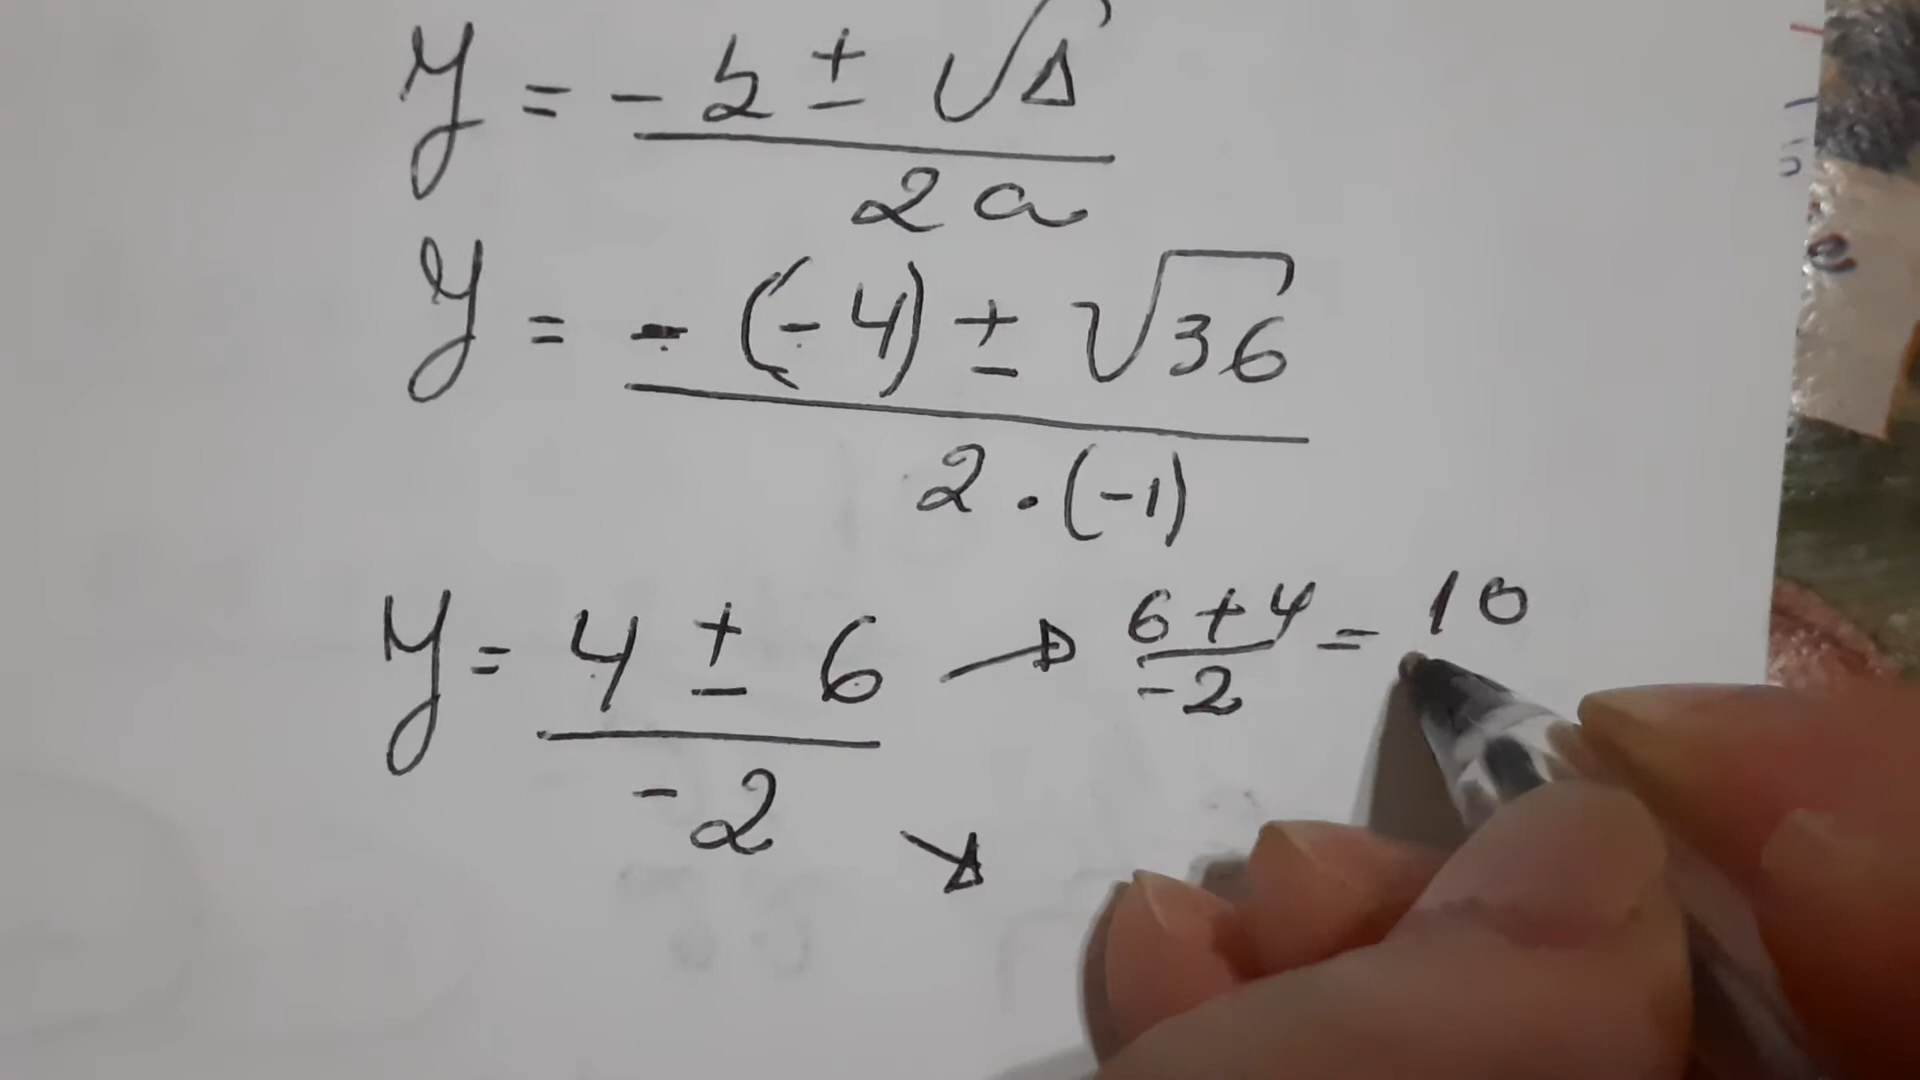 y = -b ± √Δ
2a
y = -(-4) ± √36
2 · (-1)
y = 4 ± 6 → 6+4 = 10
-2 -2